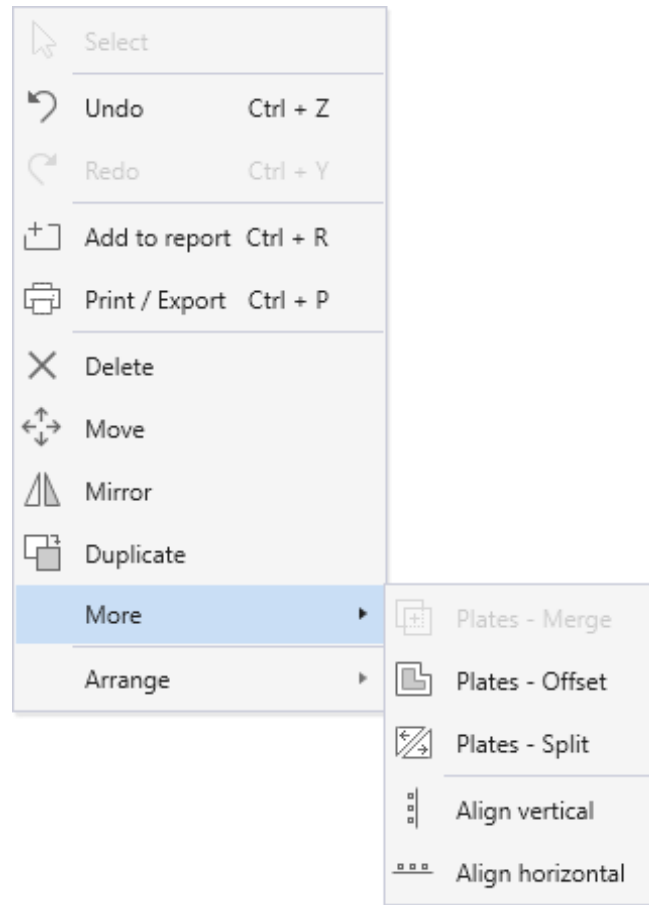 Select
Undo Ctrl + Z
Redo Ctrl + Y
Add to report Ctrl + R
Print / Export Ctrl + P
Delete
Move
Mirror
Duplicate
More
Arrange
Plates - Merge
Plates - Offset
Plates - Split
Align vertical
Align horizontal